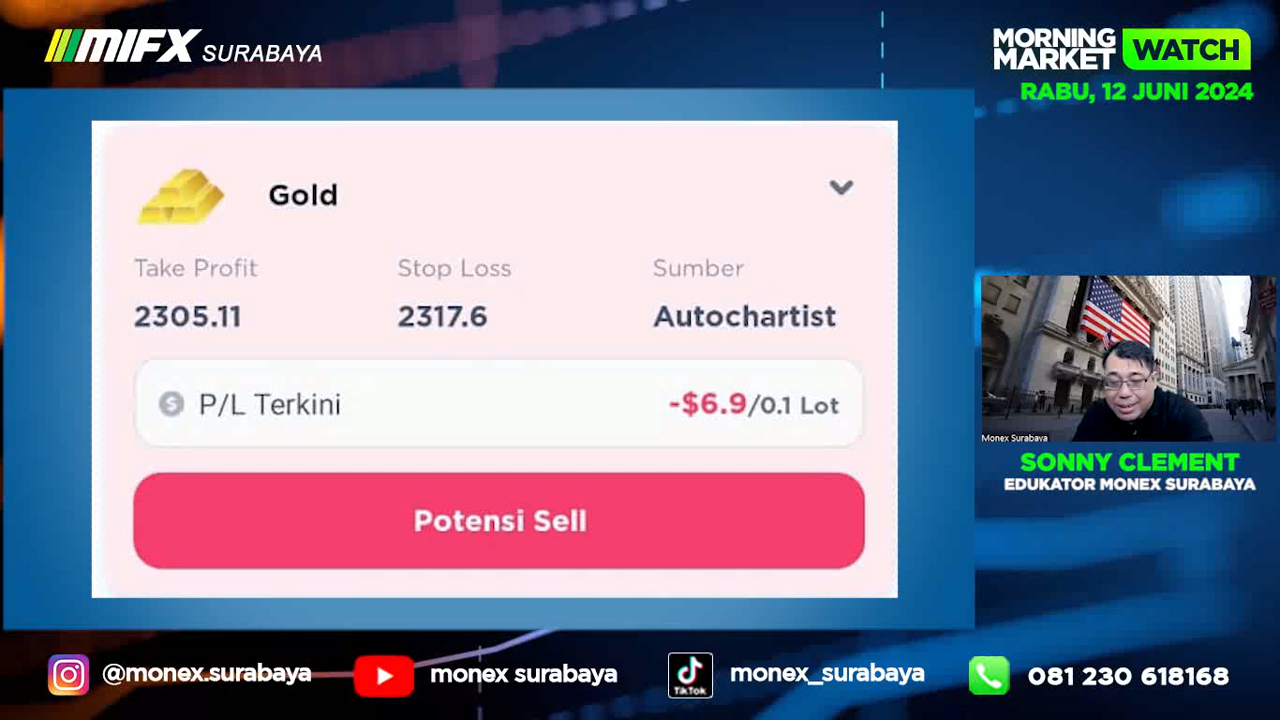 MIFX SURABAYA
MORNING
MARKET WATCH
RABU, 12 JUNI 2024
Gold
Take Profit Stop Loss Sumber
2305.11 2317.6 Autochartist
$ P/L Terkini -$6.9/0.1 Lot
Potensi Sell
Monex Surabaya
SONNY CLEMENT
EDUKATOR MONEX SURABAYA
@monex.surabaya monex surabaya TikTok monex_surabaya 081 230 618168